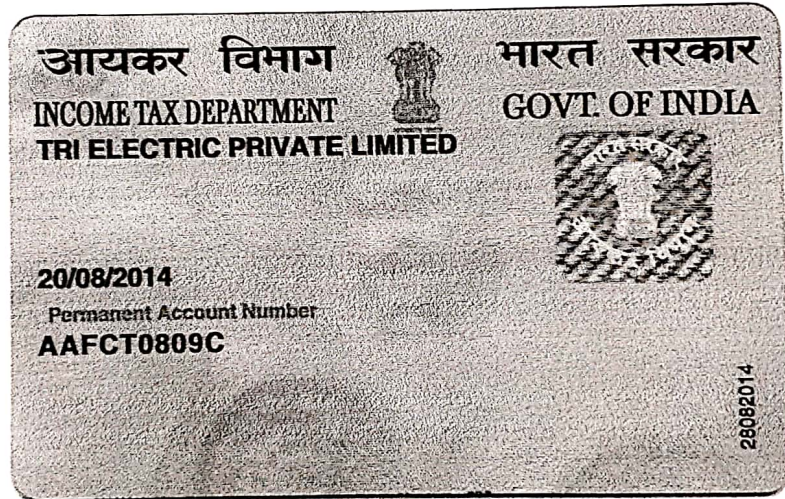 आयकर विभाग
भारत सरकार
INCOME TAX DEPARTMENT
GOVT. OF INDIA
TRI ELECTRIC PRIVATE LIMITED
20/08/2014
Permanent Account Number
AAFCT0809C
28082014